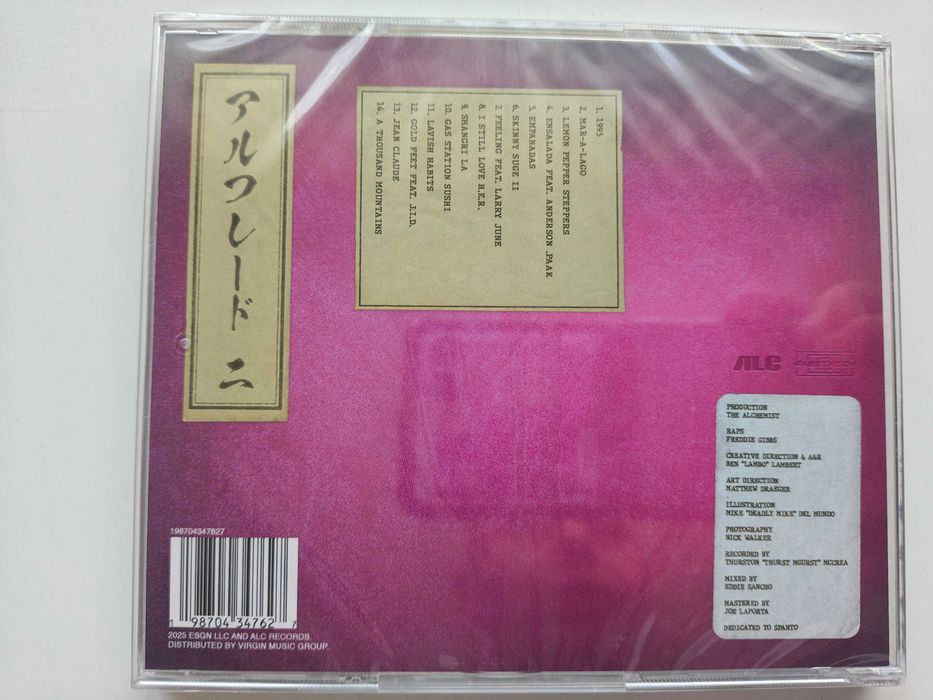 アルフレード 二
1. 1995
2. MAR-A-LAGO
3. LEMON PEPPER STEPPERS
4. ENSALADA FEAT. ANDERSON .PAAK
5. EMPANADAS
6. SKINNY SUGE II
7. FEELING FEAT. LARRY JUNE
8. I STILL LOVE H.E.R.
9. SHANGRI LA
10. GAS STATION SUSHI
11. LAVISH HABITS
12. GOLD FEET FEAT. J.I.D.
13. JEAN CLAUDE
14. A THOUSAND MOUNTAINS
ALC
PRODUCTION
THE ALCHEMIST
RAPS
FREDDIE GIBBS
CREATIVE DIRECTION & A&R
BEN "LAMBO" LAMBERT
ART DIRECTION
MATTHEW DRAEGER
ILLUSTRATION
MIKE "DEADLY MIKE" DEL MUNDO
PHOTOGRAPHY
NICK WALKER
RECORDED BY
THURSTON "THURST MGURST" MCCREA
MIXED BY
EDDIE SANCHO
MASTERED BY
JOE LAPORTA
DEDICATED TO SPANTO
198704347627
1 98704 34762 7
2025 ESGN LLC AND ALC RECORDS.
DISTRIBUTED BY VIRGIN MUSIC GROUP.